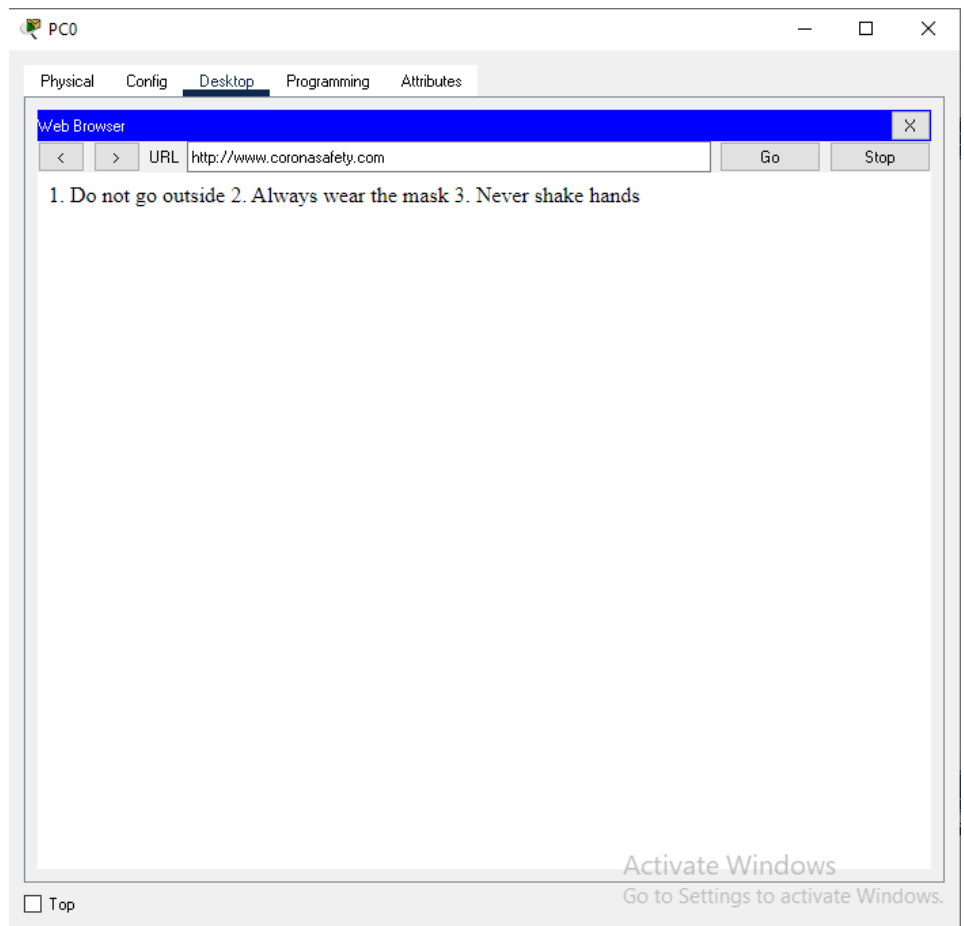 PC0
Physical Config Desktop Programming Attributes
Web Browser X
< > URL http://www.coronasafety.com Go Stop
1. Do not go outside 2. Always wear the mask 3. Never shake hands
Activate Windows
Go to Settings to activate Windows.
Top